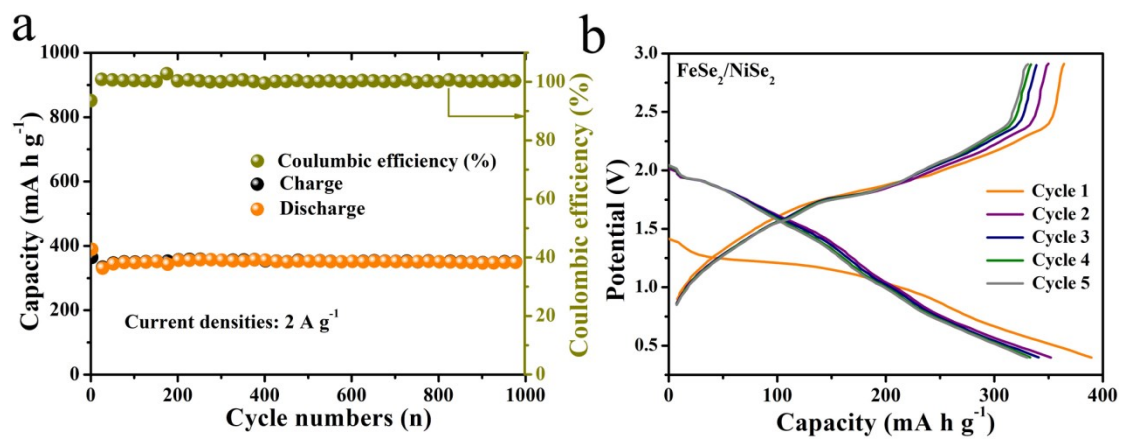 a
1000
800
600
400
200
0
Capacity (mA h g⁻¹)
Coulumbic efficiency (%)
Charge
Discharge
Current densities: 2 A g⁻¹
0 200 400 600 800 1000
Cycle numbers (n)
100
80
60
40
20
0
Coulumbic efficiency (%)
b
3.0
2.5
2.0
1.5
1.0
0.5
Potential (V)
FeSe₂/NiSe₂
Cycle 1
Cycle 2
Cycle 3
Cycle 4
Cycle 5
0 100 200 300 400
Capacity (mA h g⁻¹)